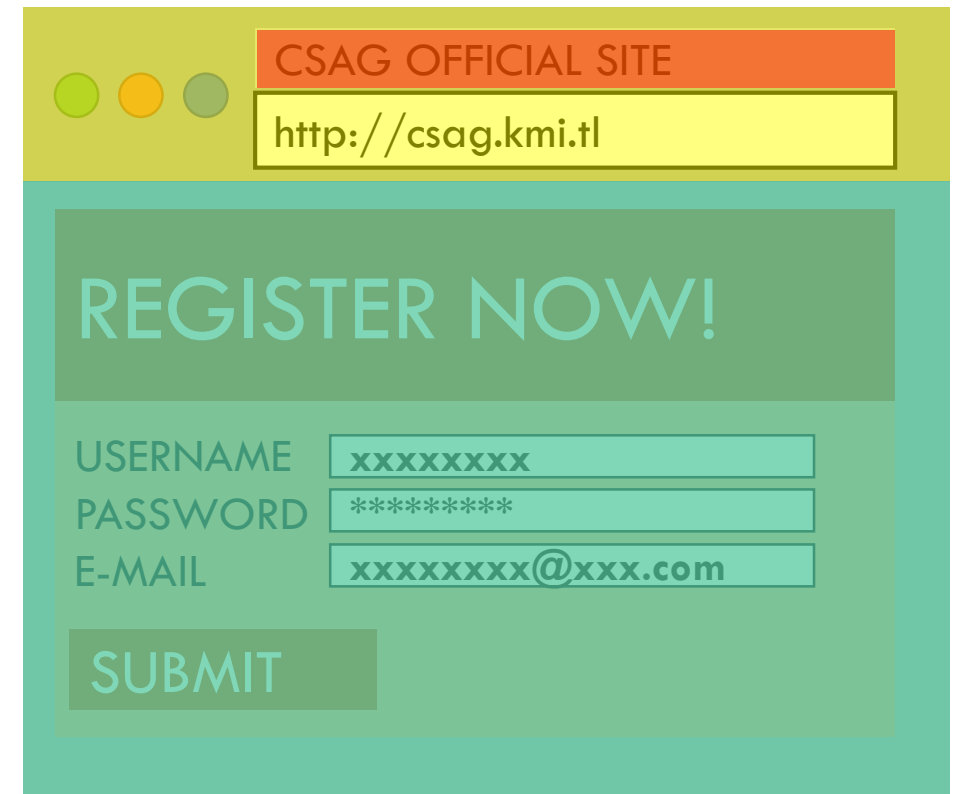 CSAG OFFICIAL SITE
http://csag.kmi.tl
REGISTER NOW!
USERNAME xxxxxxxx
PASSWORD *********
E-MAIL xxxxxxxx@xxx.com
SUBMIT